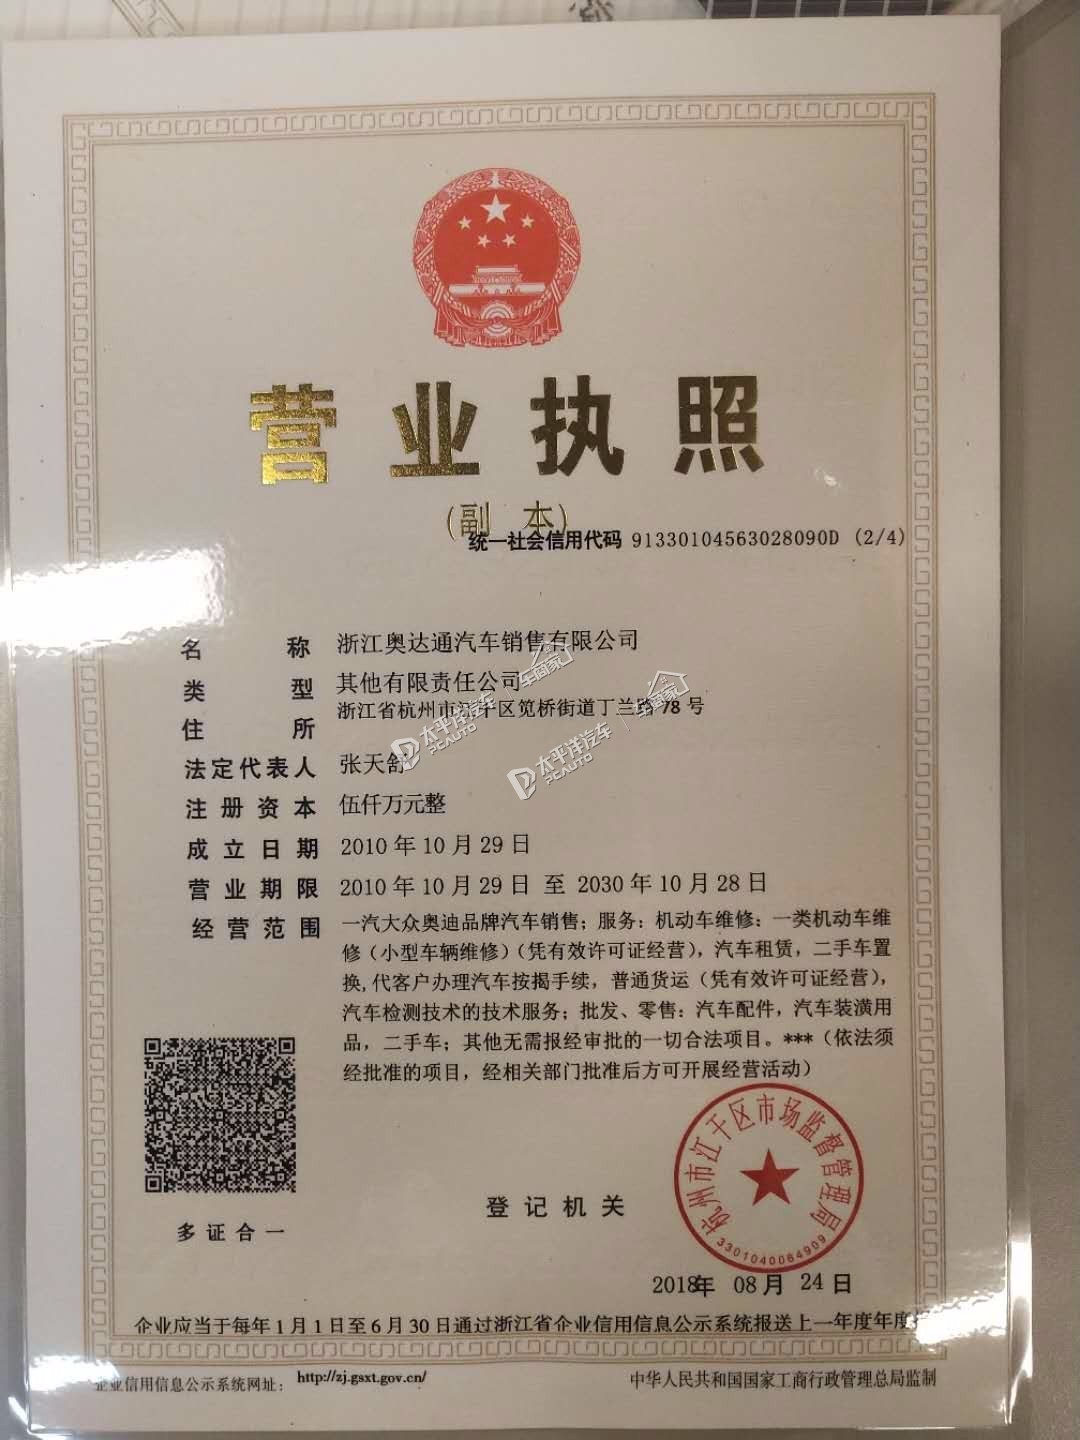 营业执照
(副 本)
统一社会信用代码 91330104563028090D (2/4)
名称 浙江奥达通汽车销售有限公司
类型 其他有限责任公司
住所 浙江省杭州市江干区笕桥街道丁兰路78号
法定代表人 张天舒
注册资本 伍仟万元整
成立日期 2010年10月29日
营业期限 2010年10月29日至2030年10月28日
经营范围 一汽大众奥迪品牌汽车销售；服务：机动车维修：一类机动车维
修（小型车辆维修）（凭有效许可证经营），汽车租赁，二手车置
换,代客户办理汽车按揭手续，普通货运（凭有效许可证经营），
汽车检测技术的技术服务；批发、零售：汽车配件，汽车装潢用
品，二手车；其他无需报经审批的一切合法项目。***（依法须
经批准的项目，经相关部门批准后方可开展经营活动）
太平洋汽车 PCAUTO 车商家
太平洋汽车 PCAUTO 车商家
多证合一
登记机关
杭州市江干区市场监督管理局
3301040064909
2018年08月24日
企业应当于每年1月1日至6月30日通过浙江省企业信用信息公示系统报送上一年度年度
企业信用信息公示系统网址： http://zj.gsxt.gov.cn/
中华人民共和国国家工商行政管理总局监制